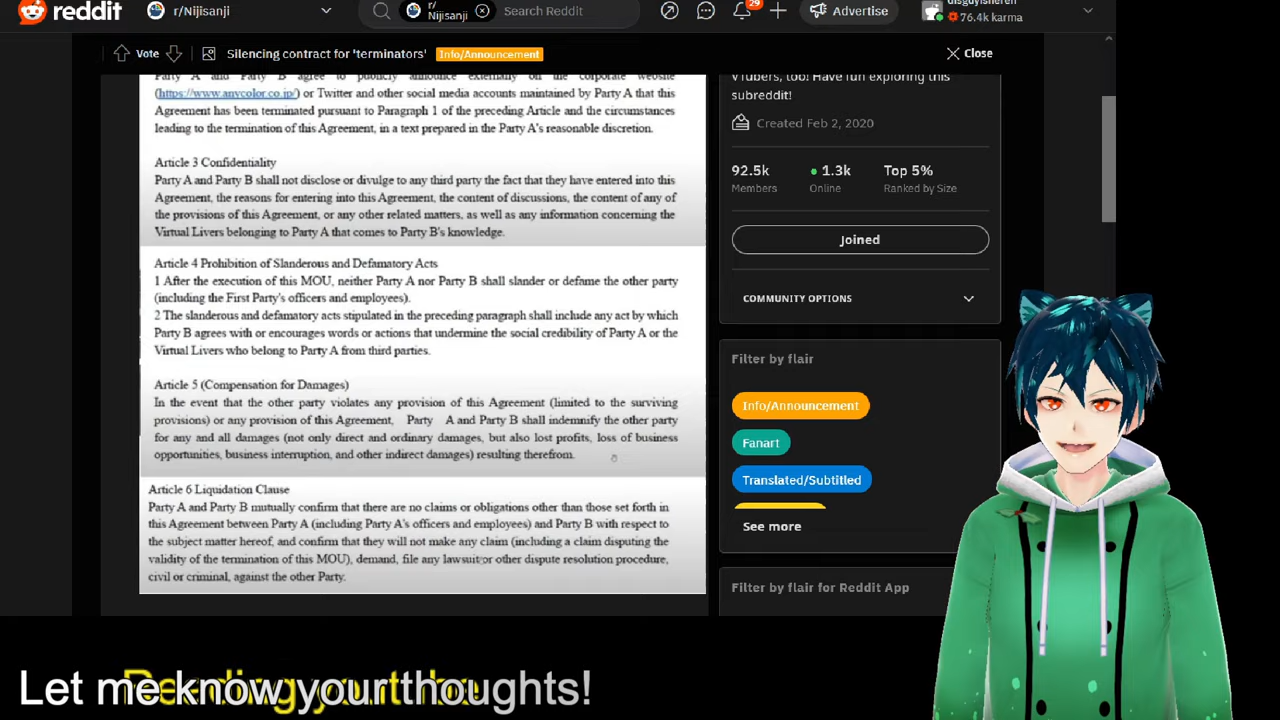 reddit
r/Nijisanji
r/
Nijisanji
Search Reddit
29
Advertise
76.4k karma
Vote
Silencing contract for 'terminators'
Info/Announcement
Close
Party A and Party B agree to publicly announce externally on the corporate website
(https://www.anycolor.co.jp/) or Twitter and other social media accounts maintained by Party A that this
Agreement has been terminated pursuant to Paragraph 1 of the preceding Article and the circumstances
leading to the termination of this Agreement, in a text prepared in the Party A's reasonable discretion.
Article 3 Confidentiality
Party A and Party B shall not disclose or divulge to any third party the fact that they have entered into this
Agreement, the reasons for entering into this Agreement, the content of discussions, the content of any of
the provisions of this Agreement, or any other related matters, as well as any information concerning the
Virtual Livers belonging to Party A that comes to Party B's knowledge.
Article 4 Prohibition of Slanderous and Defamatory Acts
1 After the execution of this MOU, neither Party A nor Party B shall slander or defame the other party
(including the First Party's officers and employees).
2 The slanderous and defamatory acts stipulated in the preceding paragraph shall include any act by which
Party B agrees with or encourages words or actions that undermine the social credibility of Party A or the
Virtual Livers who belong to Party A from third parties.
Article 5 (Compensation for Damages)
In the event that the other party violates any provision of this Agreement (limited to the surviving
provisions) or any provision of this Agreement, Party A and Party B shall indemnify the other party
for any and all damages (not only direct and ordinary damages, but also lost profits, loss of business
opportunities, business interruption, and other indirect damages) resulting therefrom.
Article 6 Liquidation Clause
Party A and Party B mutually confirm that there are no claims or obligations other than those set forth in
this Agreement between Party A (including Party A's officers and employees) and Party B with respect to
the subject matter hereof, and confirm that they will not make any claim (including a claim disputing the
validity of the termination of this MOU), demand, file any lawsuit or other dispute resolution procedure,
civil or criminal, against the other Party.
VTubers, too! Have fun exploring this
subreddit!
Created Feb 2, 2020
92.5k
1.3k
Top 5%
Members
Online
Ranked by Size
Joined
COMMUNITY OPTIONS
Filter by flair
Info/Announcement
Fanart
Translated/Subtitled
See more
Filter by flair for Reddit App
Let me know your thoughts!